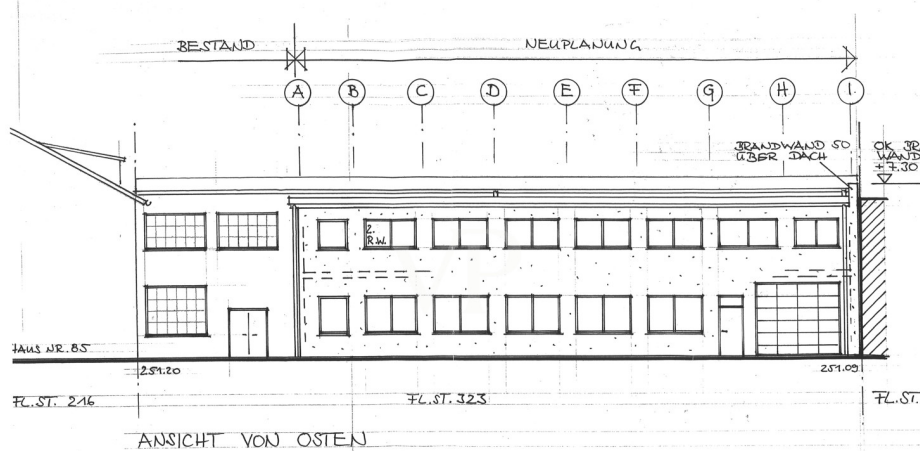 BESTAND
NEUPLANUNG
A B C D E F G H I
BRANDWAND 50
ÜBER DACH
OK BR
WAND
+7.30
2.
R.W.
HAUS NR. 85
251.20
251.09
FL.ST. 216
FL.ST. 323
FL.ST.
ANSICHT VON OSTEN